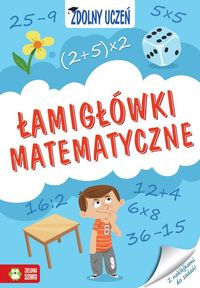 ZDOLNY UCZEŃ
25-9
5x5
(2+5)x2
ŁAMIGŁÓWKI
MATEMATYCZNE
16:2
12+4
6x8
36-15
Z naklejkami
do zadań!
ZIELONA
SOWA